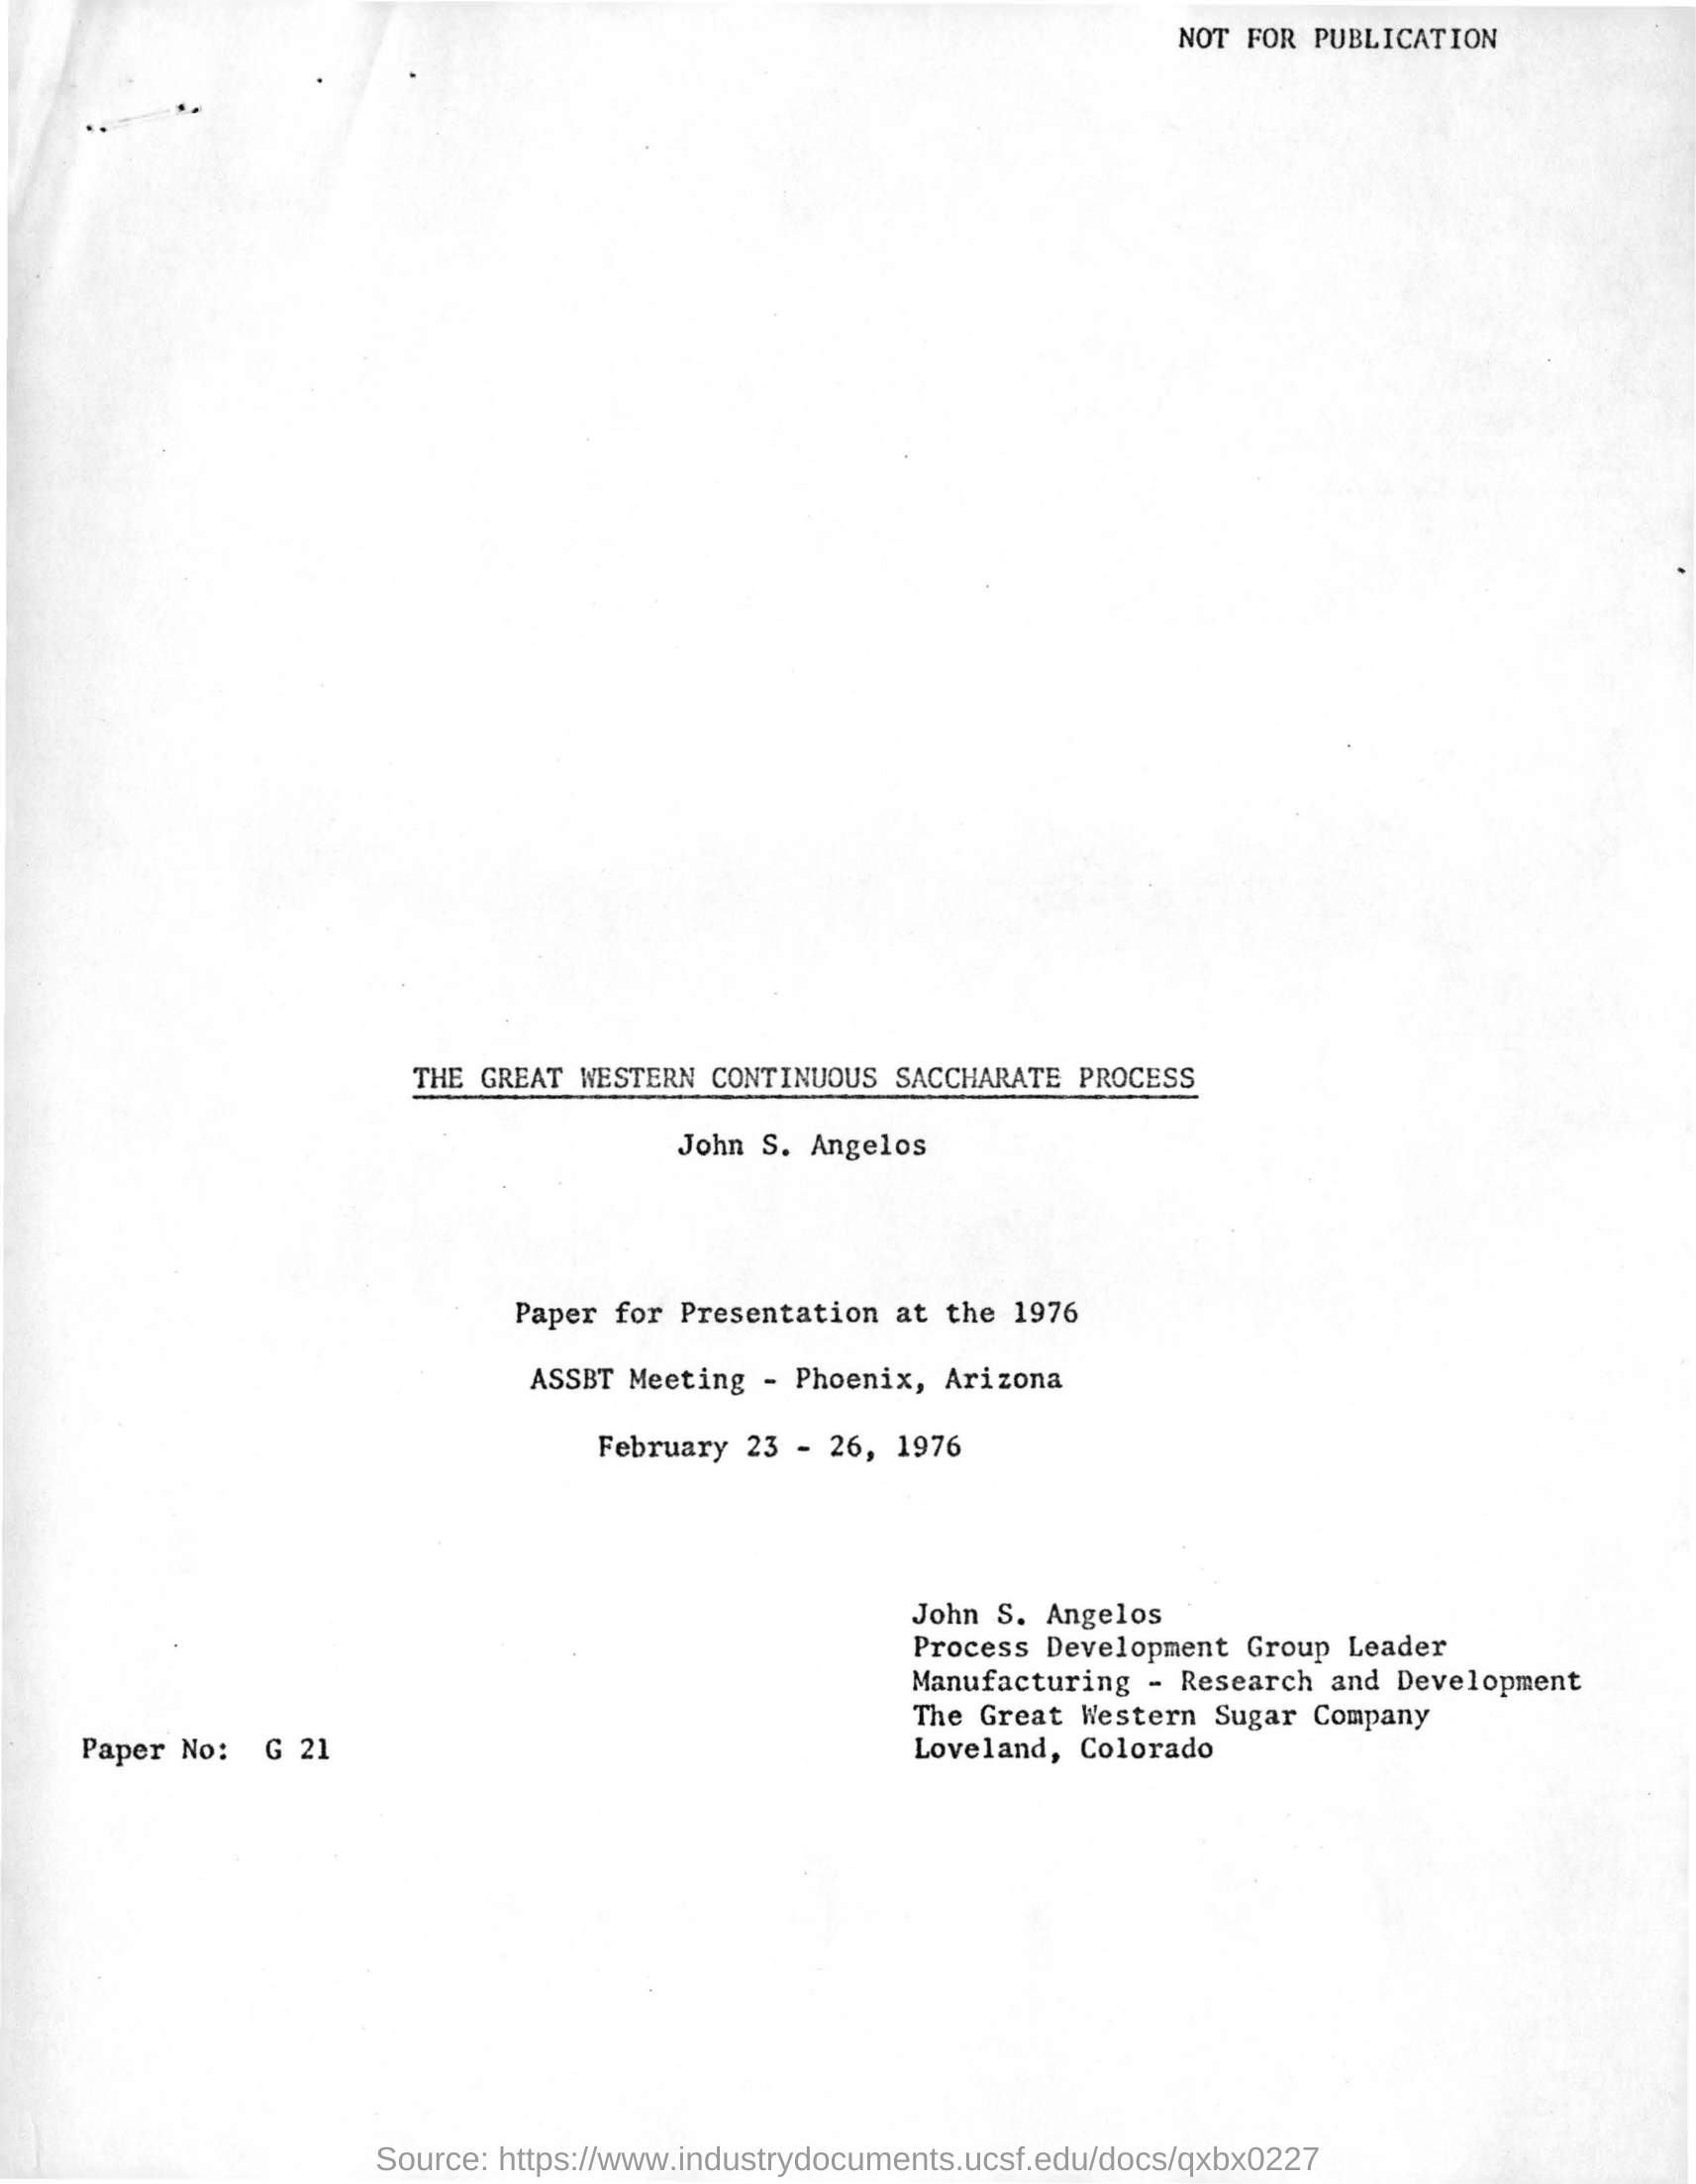 NOT FOR PUBLICATION
THE GREAT WESTERN CONTINUOUS SACCHARATE PROCESS
John S. Angelos
Paper for Presentation at the 1976
ASSBT Meeting - Phoenix, Arizona
February 23 - 26, 1976
John S. Angelos
Process Development Group Leader
Manufacturing - Research and Development
The Great Western Sugar Company
Loveland, Colorado
Paper No: G 21
Source: https://www.industrydocuments.ucsf.edu/docs/qxbx0227